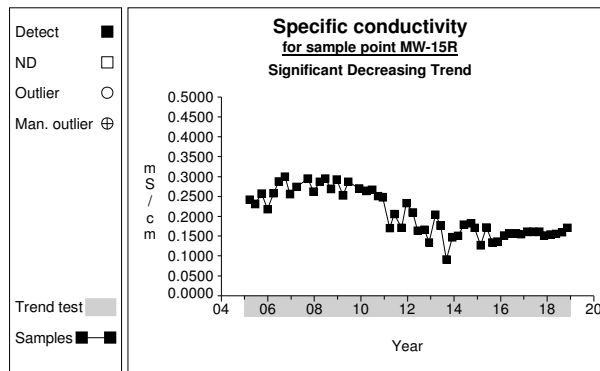 Detect
ND
Outlier
Man. outlier
Trend test
Samples
Specific conductivity
for sample point MW-15R
Significant Decreasing Trend
mS/cm
0.5000
0.4500
0.4000
0.3500
0.3000
0.2500
0.2000
0.1500
0.1000
0.0500
0.0000
04 06 08 10 12 14 16 18 20
Year